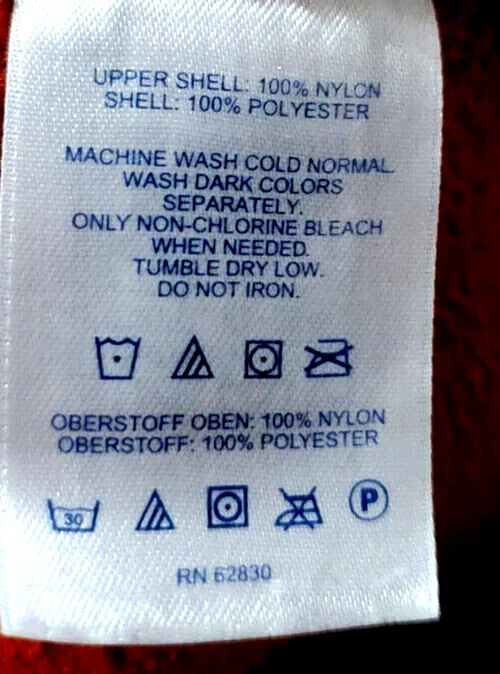 UPPER SHELL: 100% NYLON
SHELL: 100% POLYESTER
MACHINE WASH COLD NORMAL.
WASH DARK COLORS
SEPARATELY.
ONLY NON-CHLORINE BLEACH
WHEN NEEDED.
TUMBLE DRY LOW.
DO NOT IRON.
OBERSTOFF OBEN: 100% NYLON
OBERSTOFF: 100% POLYESTER
30 P
RN 62830